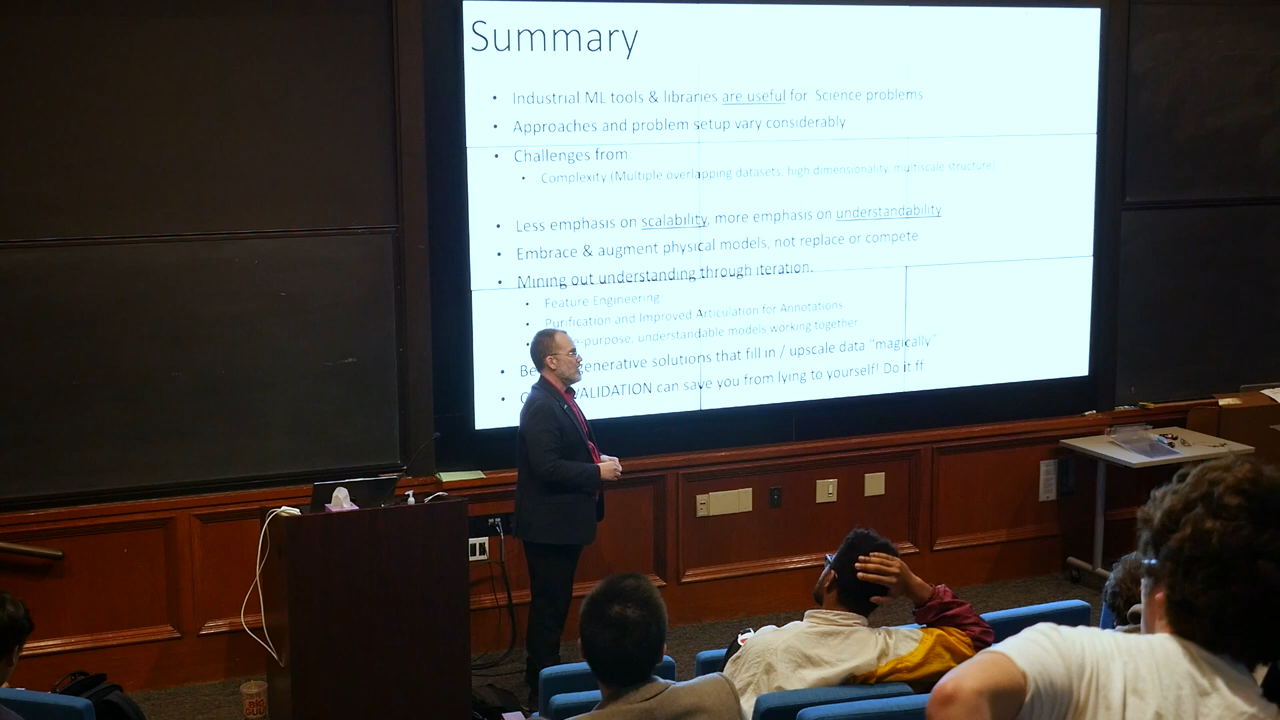 Summary
• Industrial ML tools & libraries are useful for Science problems
• Approaches and problem setup vary considerably
• Challenges from:
• Complexity (Multiple overlapping datasets, high dimensionality, multiscale structure)
• Less emphasis on scalability, more emphasis on understandability
• Embrace & augment physical models, not replace or compete
• Mining out understanding through iteration.
• Feature Engineering
• Purification and Improved Articulation for Annotations
-purpose, understandable models working together
• generative solutions that fill in / upscale data "magically"
• VALIDATION can save you from lying to yourself! Do it
BIG